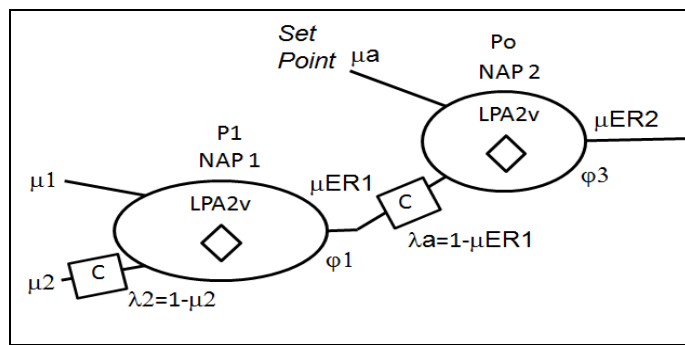 Set
Point
μa
Po
NAP 2
LPA2v
μER2
φ3
P1
NAP 1
μ1
LPA2v
μER1
C
λa=1-μER1
φ1
μ2
C
λ2=1-μ2